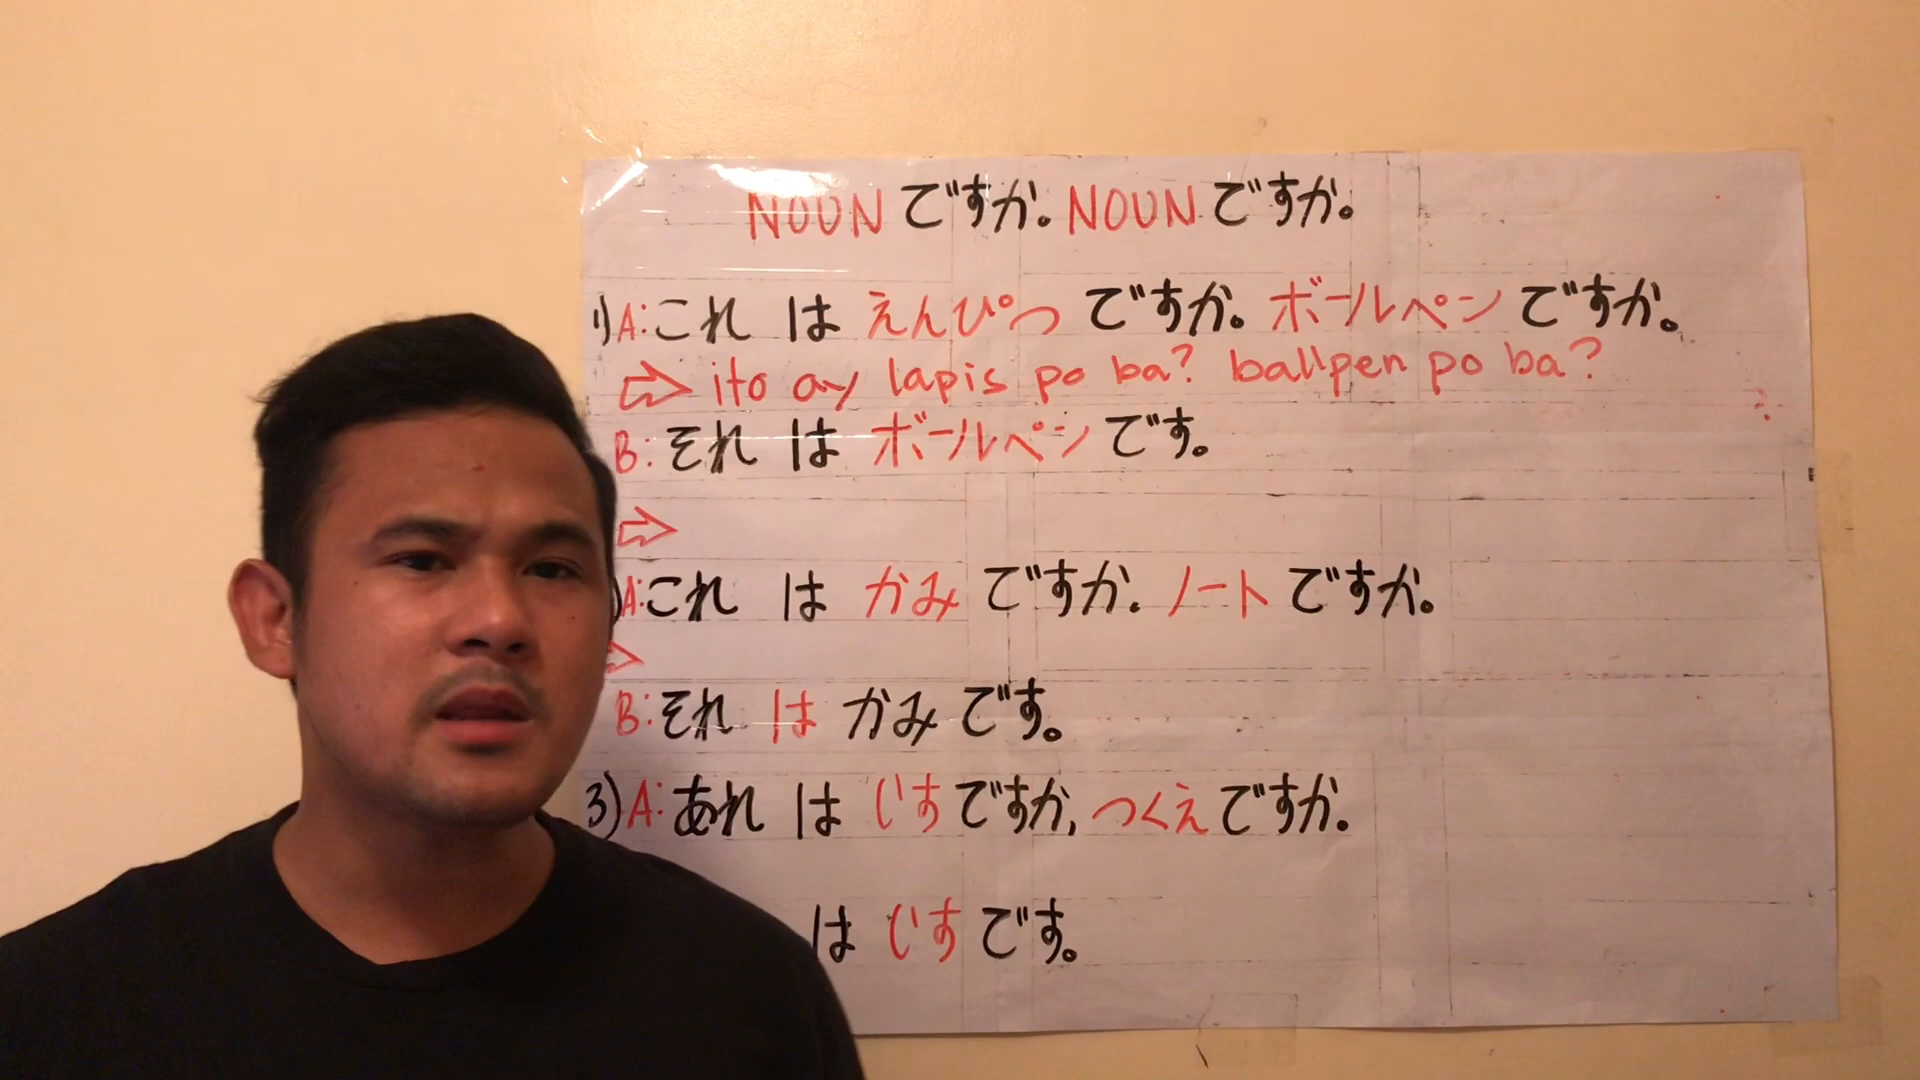 NOUN ですか。NOUN ですか。
1) A: これ は えんぴつ ですか。ボールペン ですか。
⇨ ito ay lapis po ba? ballpen po ba?
B: それ は ボールペン です。
⇨
)A: これ は かみ ですか. ノート ですか。
⇨
B: それ は かみ です。
3) A: あれ は いす ですか, つくえ ですか.
は いす です。